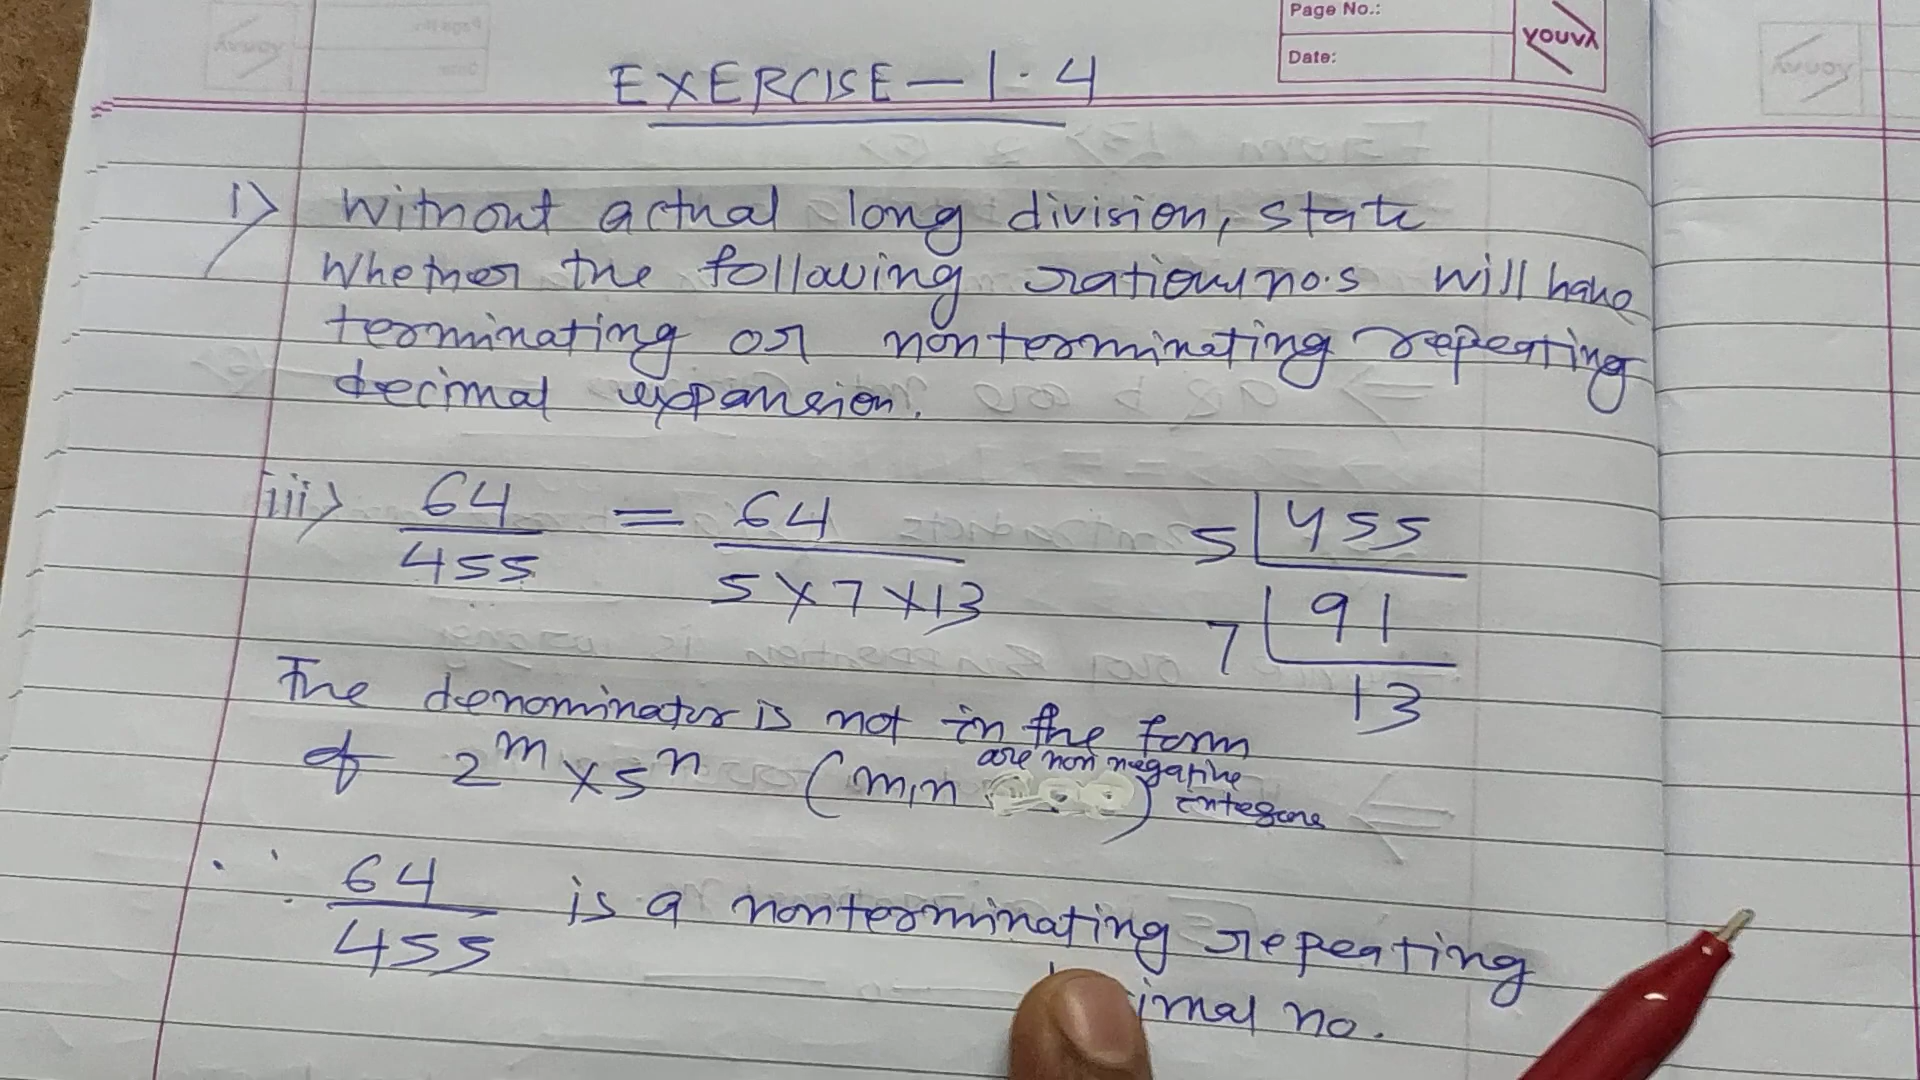 Page No.:
Date:
YOUVA
EXERCISE - 1.4
1) Without actual long division, state
Whether the following rational no.s will have
terminating or nonterminating repeating
decimal expansion.
iii) 64/455 = 64/5×7×13
5 | 455
7 | 91
13
The denominator is not in the form
of 2^m × 5^n (m,n are non negative integers)
∴ 64/455 is a nonterminating repeating
imal no.